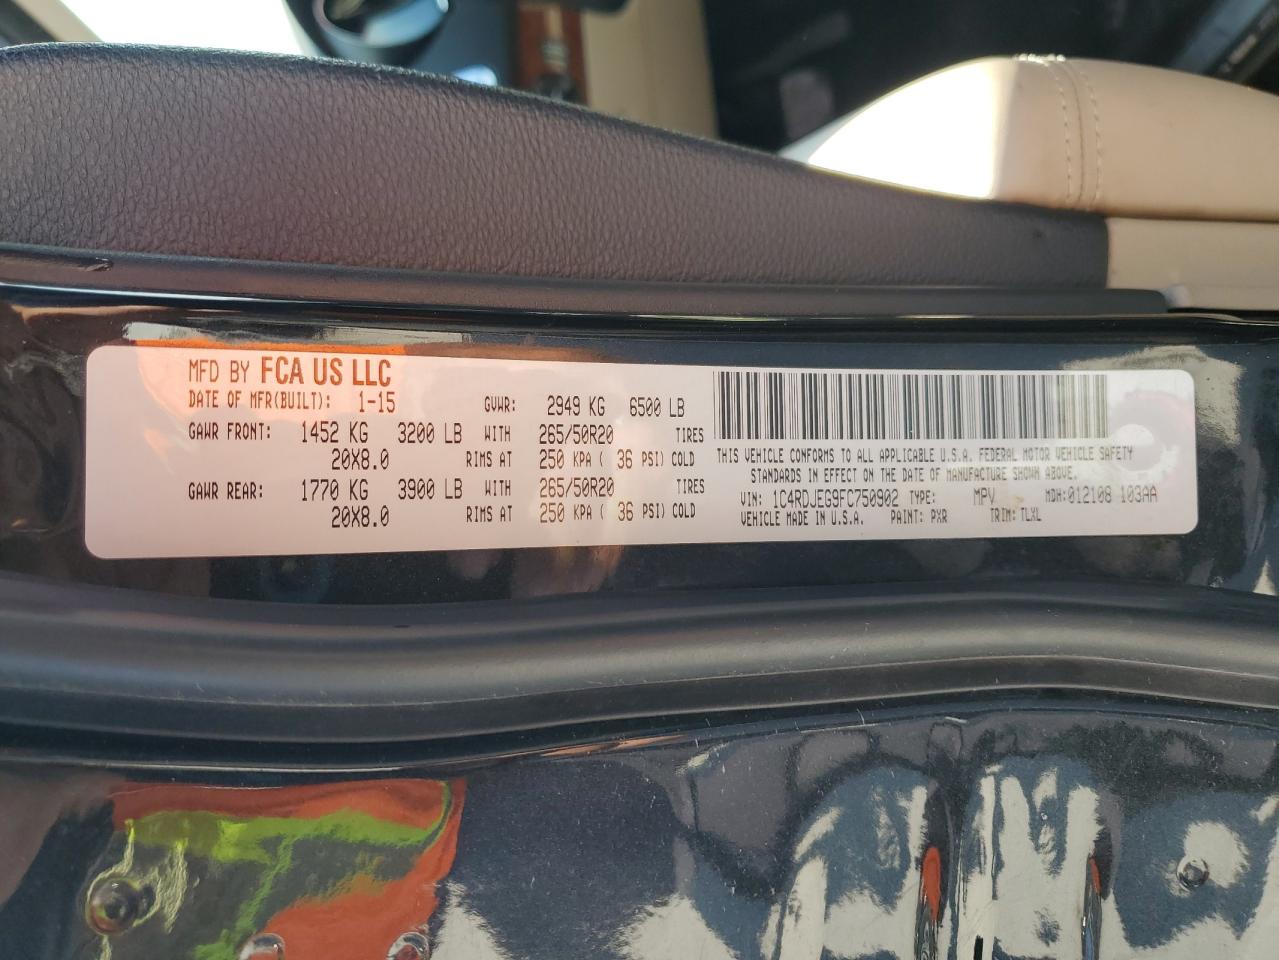 MFD BY FCA US LLC
DATE OF MFR(BUILT): 1-15 GVWR: 2949 KG 6500 LB
GAWR FRONT: 1452 KG 3200 LB WITH 265/50R20 TIRES
20X8.0 RIMS AT 250 KPA ( 36 PSI) COLD
GAWR REAR: 1770 KG 3900 LB WITH 265/50R20 TIRES
20X8.0 RIMS AT 250 KPA ( 36 PSI) COLD
THIS VEHICLE CONFORMS TO ALL APPLICABLE U.S.A. FEDERAL MOTOR VEHICLE SAFETY
STANDARDS IN EFFECT ON THE DATE OF MANUFACTURE SHOWN ABOVE.
VIN: 1C4RDJEG9FC750902 TYPE: MPV MDH:012108 103AA
VEHICLE MADE IN U.S.A. PAINT: PXR TRIM: TLXL